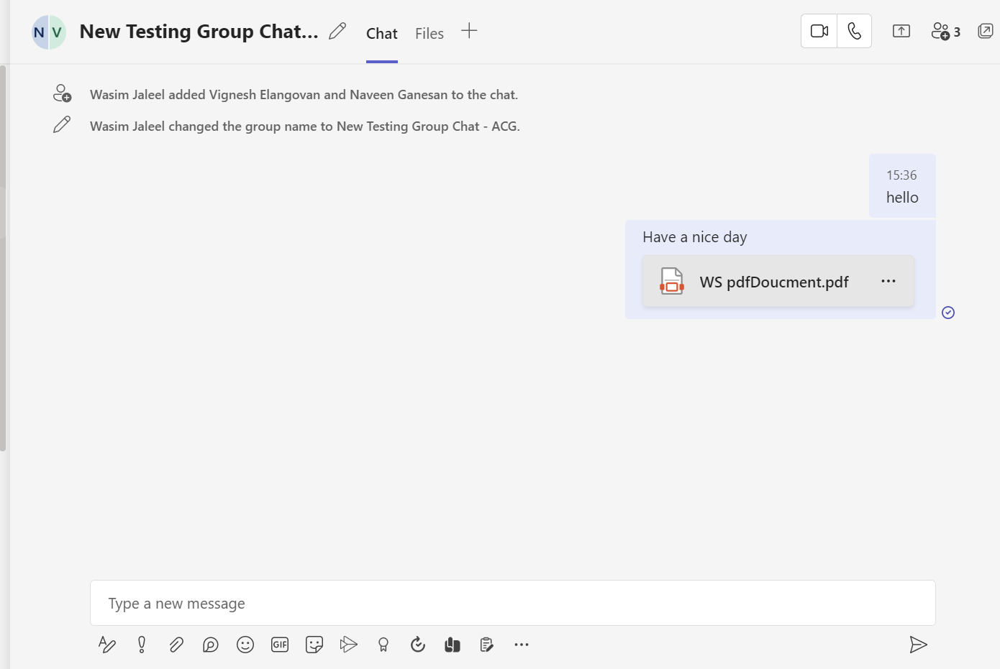 N V
New Testing Group Chat...
Chat
Files
3
Wasim Jaleel added Vignesh Elangovan and Naveen Ganesan to the chat.
Wasim Jaleel changed the group name to New Testing Group Chat - ACG.
15:36
hello
Have a nice day
WS pdfDoucment.pdf
Type a new message
GIF